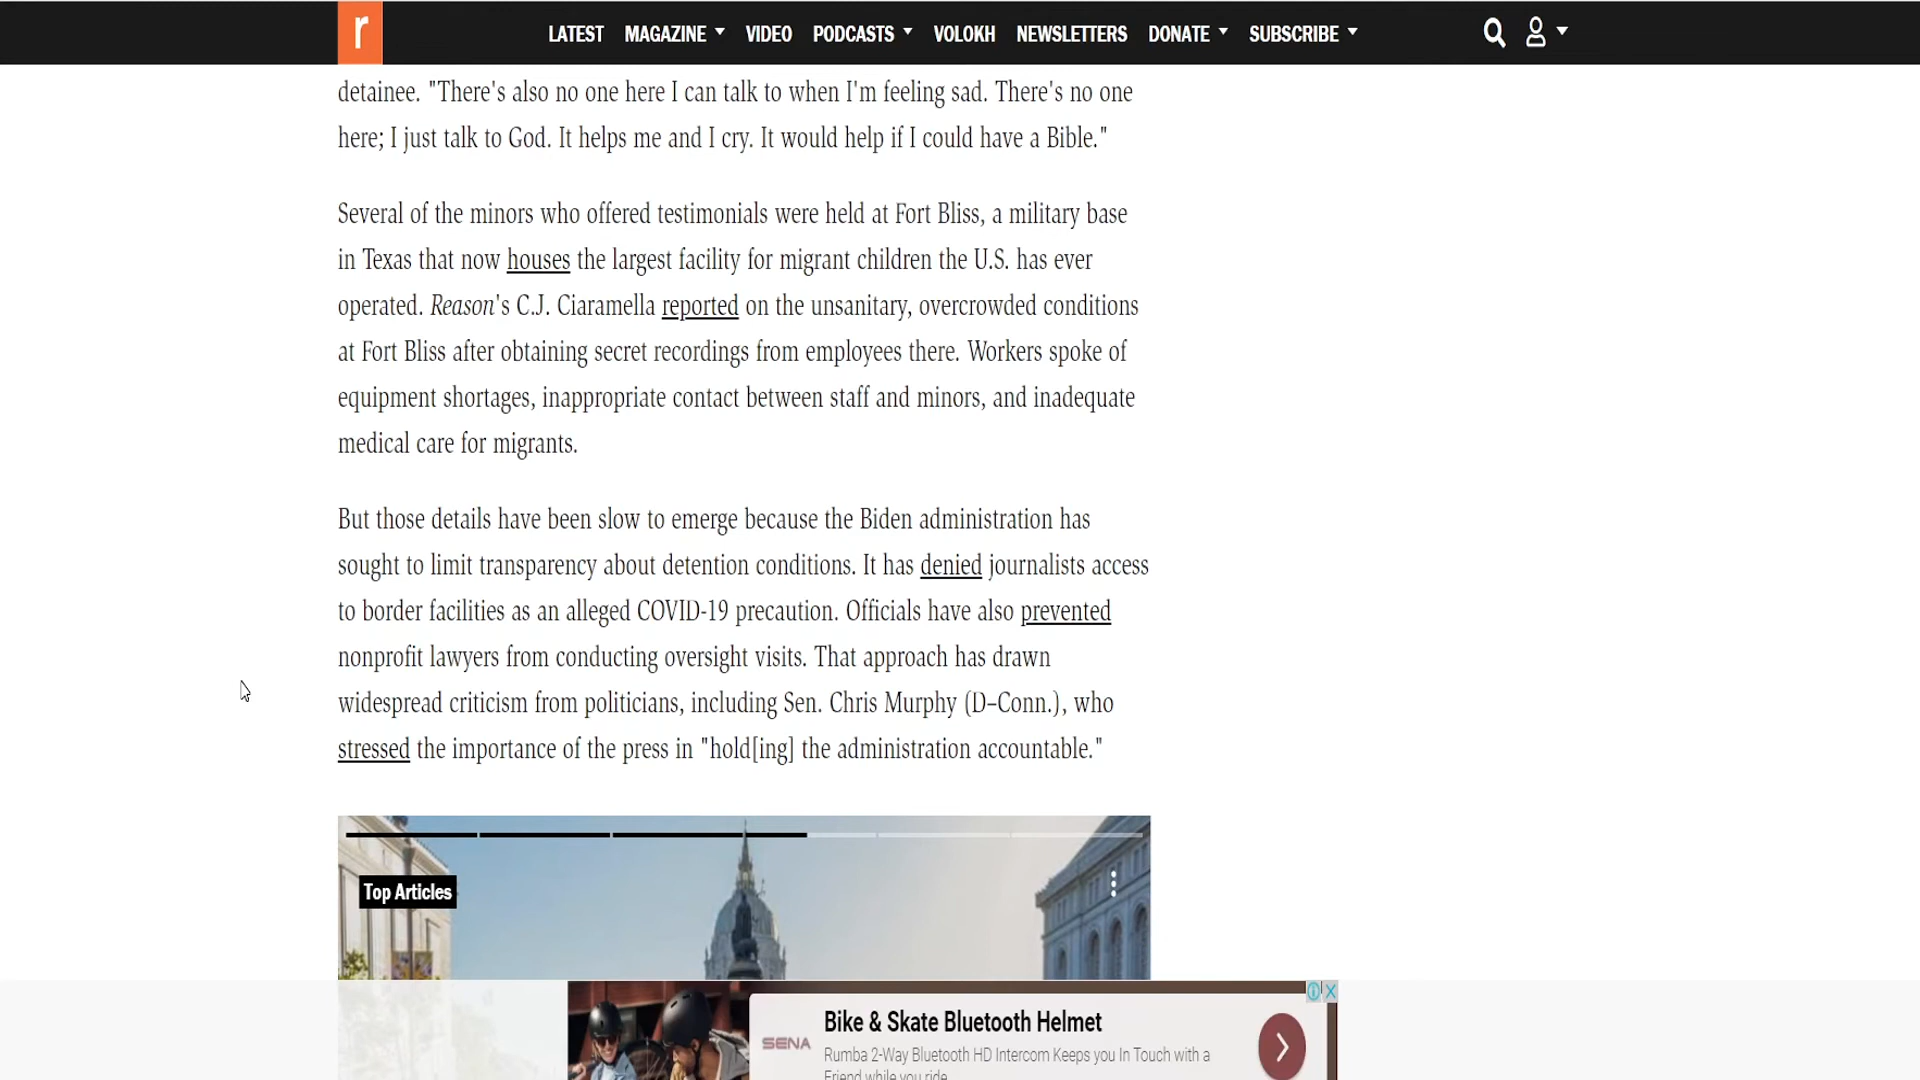 r
LATEST MAGAZINE VIDEO PODCASTS VOLOKH NEWSLETTERS DONATE SUBSCRIBE
detainee. "There's also no one here I can talk to when I'm feeling sad. There's no one
here; I just talk to God. It helps me and I cry. It would help if I could have a Bible."
Several of the minors who offered testimonials were held at Fort Bliss, a military base
in Texas that now houses the largest facility for migrant children the U.S. has ever
operated. Reason's C.J. Ciaramella reported on the unsanitary, overcrowded conditions
at Fort Bliss after obtaining secret recordings from employees there. Workers spoke of
equipment shortages, inappropriate contact between staff and minors, and inadequate
medical care for migrants.
But those details have been slow to emerge because the Biden administration has
sought to limit transparency about detention conditions. It has denied journalists access
to border facilities as an alleged COVID-19 precaution. Officials have also prevented
nonprofit lawyers from conducting oversight visits. That approach has drawn
widespread criticism from politicians, including Sen. Chris Murphy (D–Conn.), who
stressed the importance of the press in "hold[ing] the administration accountable."
Top Articles
Bike & Skate Bluetooth Helmet
SENA
Rumba 2-Way Bluetooth HD Intercom Keeps you In Touch with a
Friend while you ride